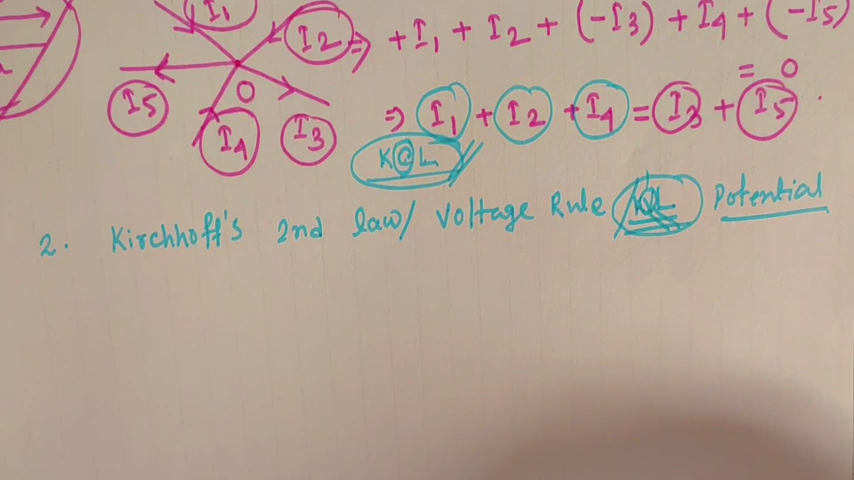 I1
I2 ⇒ +I1 + I2 + (-I3) + I4 + (-I5)
= 0
I5 O I4 I3 ⇒ I1 + I2 + I4 = I3 + I5 .
KCL
2. Kirchhoff's 2nd law/ Voltage Rule Potential